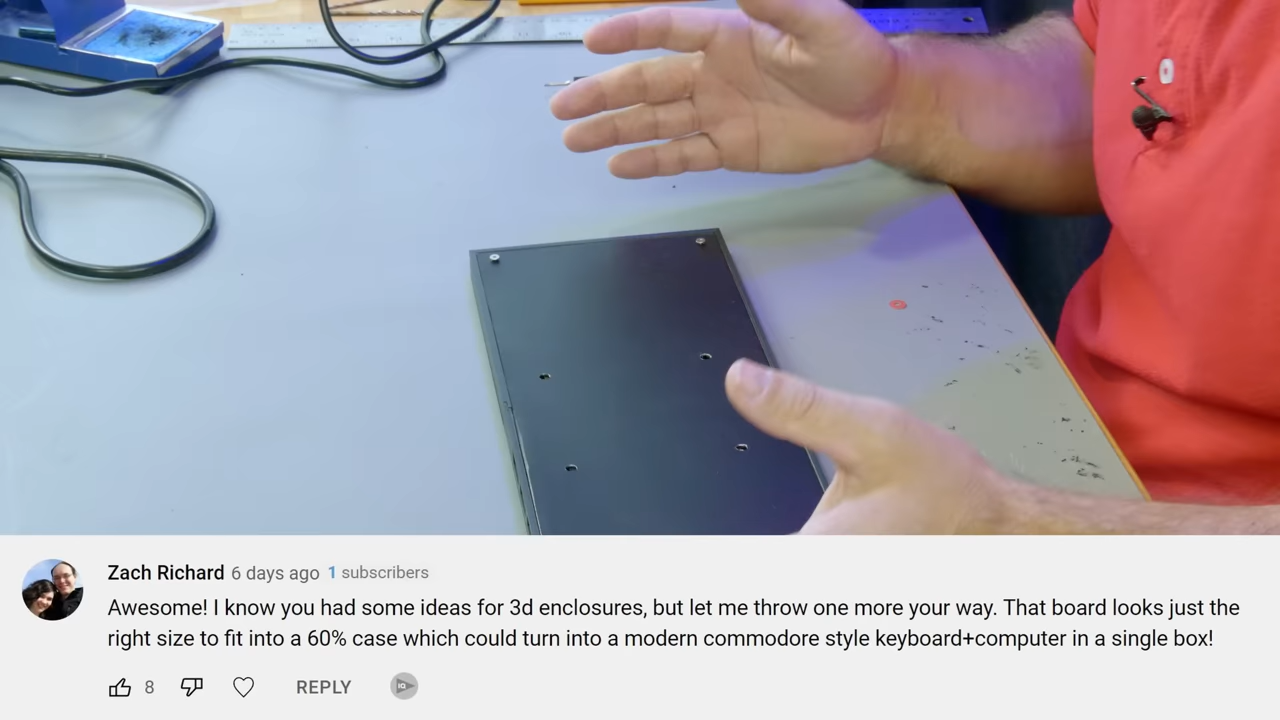 Zach Richard 6 days ago 1 subscribers
Awesome! I know you had some ideas for 3d enclosures, but let me throw one more your way. That board looks just the
right size to fit into a 60% case which could turn into a modern commodore style keyboard+computer in a single box!
8 REPLY IQ